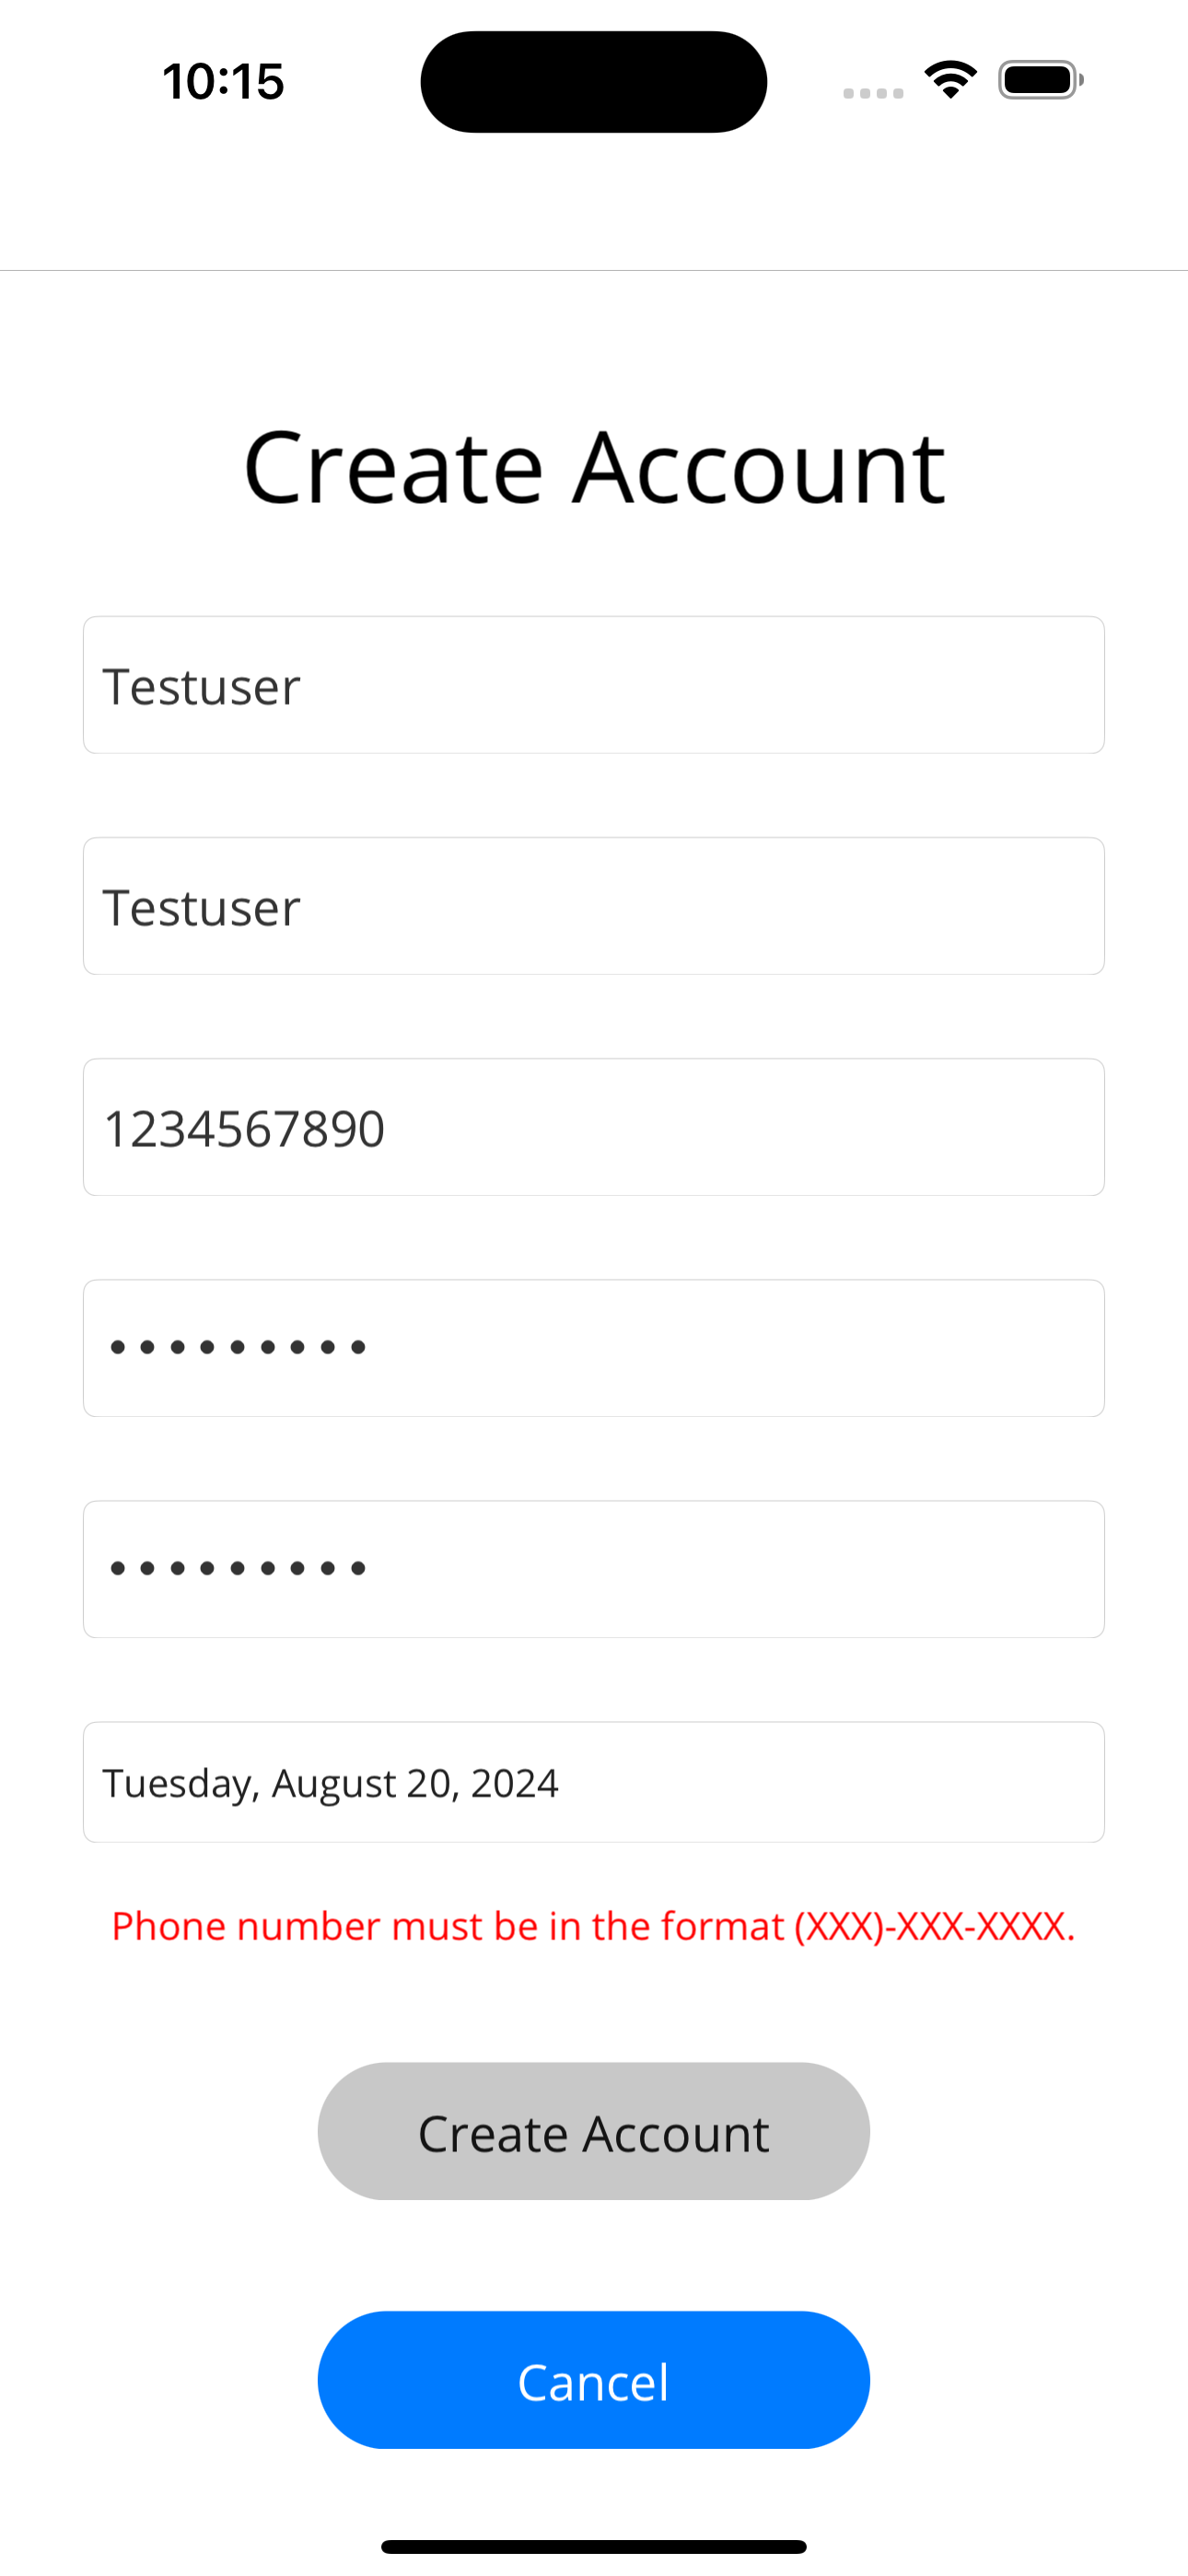 10:15
Create Account
Testuser
Testuser
1234567890
•••••••••
•••••••••
Tuesday, August 20, 2024
Phone number must be in the format (XXX)-XXX-XXXX.
Create Account
Cancel